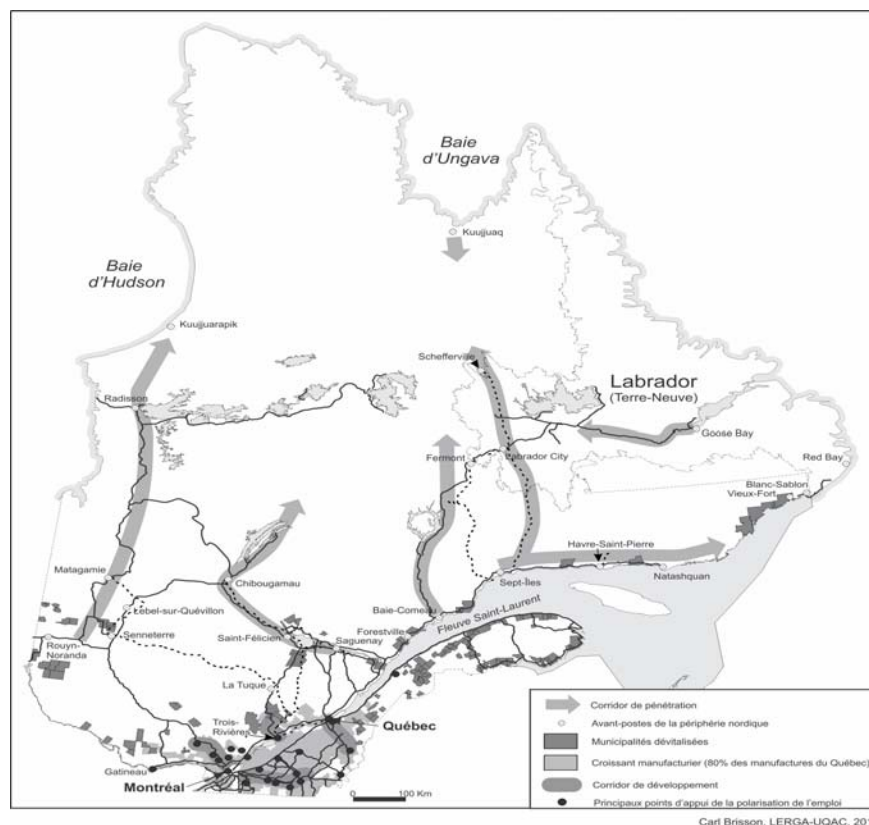 Baie
d'Ungava
Kuujjuaq
Baie
d'Hudson
Kuujjuarapik
Schefferville
Labrador
(Terre-Neuve)
Radisson
Goose Bay
Fermont
Labrador City
Red Bay
Blanc-Sablon
Vieux-Fort
Havre-Saint-Pierre
Matagamie
Chibougamau
Sept-Îles
Natashquan
Lebel-sur-Quévillon
Baie-Comeau
Senneterre
Saint-Félicien
Forestville
Fleuve Saint-Laurent
Rouyn-
Noranda
Saguenay
La Tuque
Trois-
Rivières
Québec
Gatineau
Montréal
Corridor de pénétration
Avant-postes de la périphérie nordique
Municipalités dévitalisées
Croissant manufacturier (80% des manufactures du Québec)
Corridor de développement
Principaux points d'appui de la polarisation de l'emploi
0 100 Km
Carl Brisson, LERGA-UQAC, 201